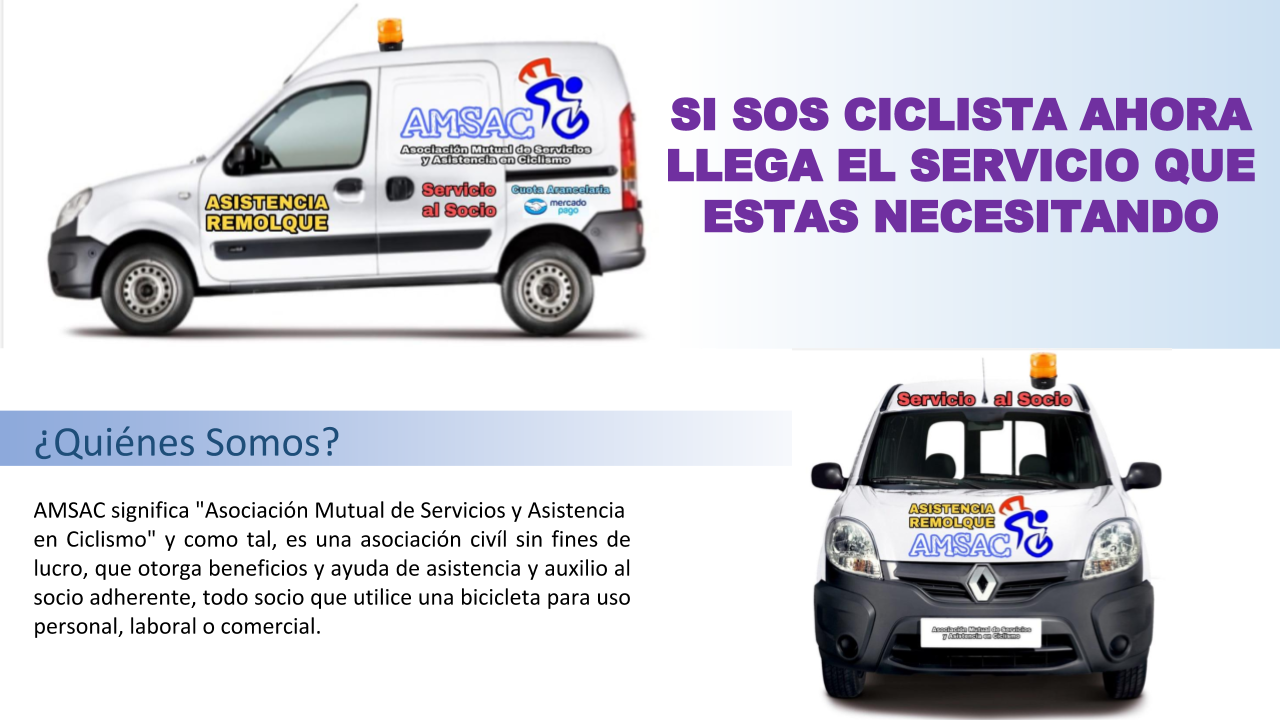 AMSAC
Asociación Mutual de Servicios
y Asistencia en Ciclismo
ASISTENCIA
REMOLQUE
Servicio
al Socio
Cuota Arancelaria
mercado
pago
SI SOS CICLISTA AHORA
LLEGA EL SERVICIO QUE
ESTAS NECESITANDO
¿Quiénes Somos?
AMSAC significa "Asociación Mutual de Servicios y Asistencia
en Ciclismo" y como tal, es una asociación civíl sin fines de
lucro, que otorga beneficios y ayuda de asistencia y auxilio al
socio adherente, todo socio que utilice una bicicleta para uso
personal, laboral o comercial.
Servicio al Socio
ASISTENCIA
REMOLQUE
AMSAC
Asociación Mutual de Servicios
y Asistencia en Ciclismo